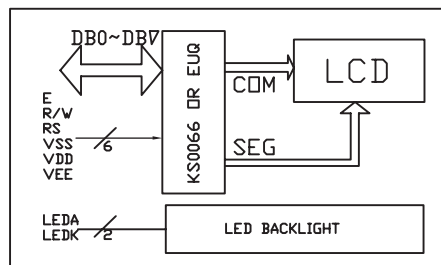 DB0~DB7
KS0066 OR EUQ
COM
LCD
E
R/W
RS
VSS
VDD
VEE
6
SEG
LEDA
LEDK
2
LED BACKLIGHT